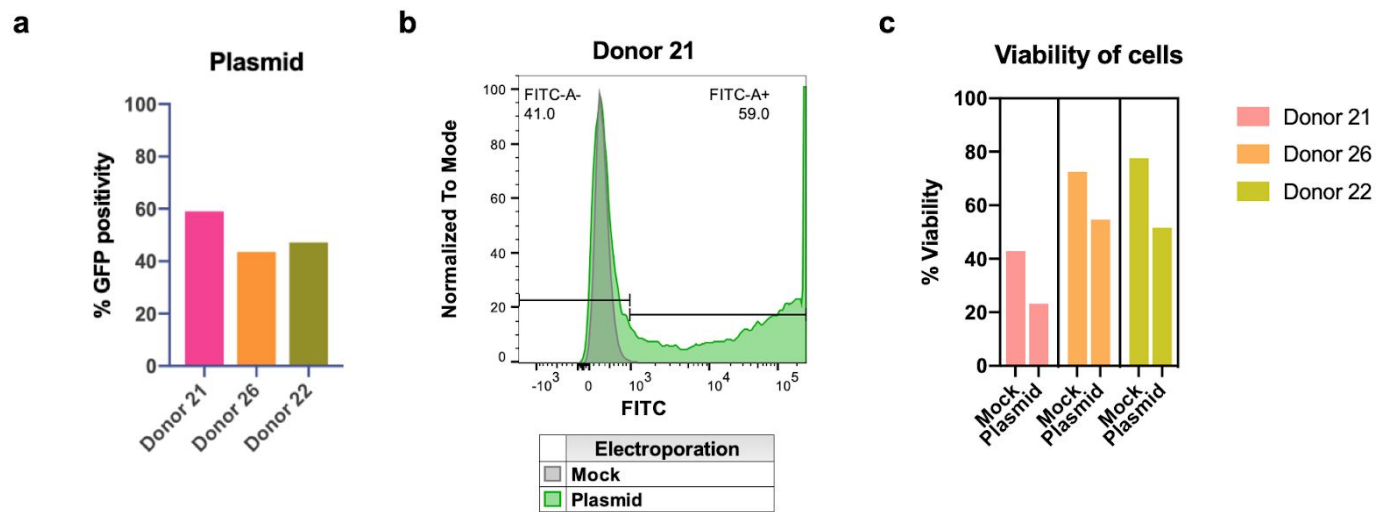 a
Plasmid
% GFP positivity
100
80
60
40
20
0
Donor 21
Donor 26
Donor 22
b
Donor 21
FITC-A-
41.0
FITC-A+
59.0
Normalized To Mode
100
80
60
40
20
0
-10³
0
10³
10⁴
10⁵
FITC
Electroporation
Mock
Plasmid
c
Viability of cells
% Viability
100
80
60
40
20
0
Mock
Plasmid
Mock
Plasmid
Mock
Plasmid
Donor 21
Donor 26
Donor 22